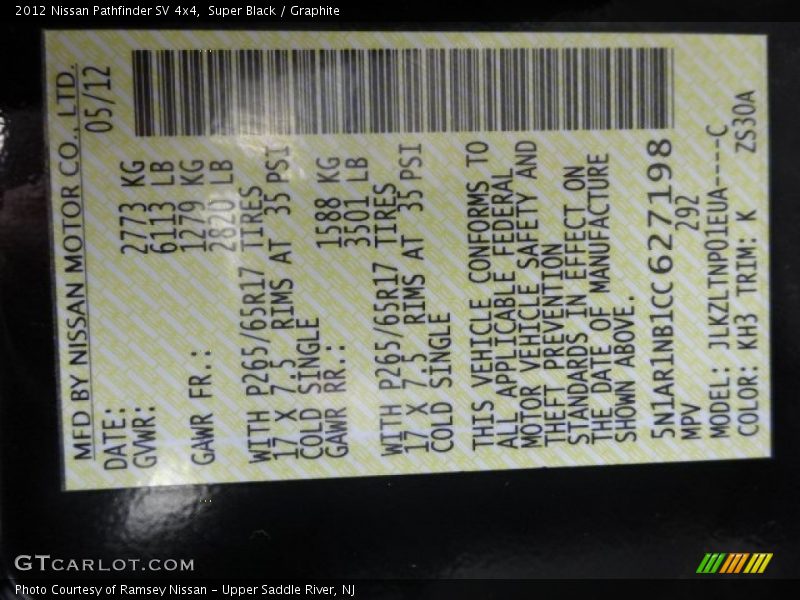 2012 Nissan Pathfinder SV 4x4,  Super Black / Graphite
MFD BY NISSAN MOTOR CO., LTD.
DATE: 05/12
GVWR: 2773 KG
6113 LB
GAWR FR.: 1279 KG
2820 LB
WITH P265/65R17 TIRES
17 X 7.5 RIMS AT 35 PSI
COLD SINGLE
GAWR RR.: 1588 KG
3501 LB
WITH P265/65R17 TIRES
17 X 7.5 RIMS AT 35 PSI
COLD SINGLE
THIS VEHICLE CONFORMS TO
ALL APPLICABLE FEDERAL
MOTOR VEHICLE SAFETY AND
THEFT PREVENTION
STANDARDS IN EFFECT ON
THE DATE OF MANUFACTURE
SHOWN ABOVE.
5N1AR1NB1CC627198
MPV 292
MODEL: JLKZLTNP01EUA----C
COLOR: KH3 TRIM: K ZS30A
GTCARLOT.COM
Photo Courtesy of Ramsey Nissan - Upper Saddle River, NJ